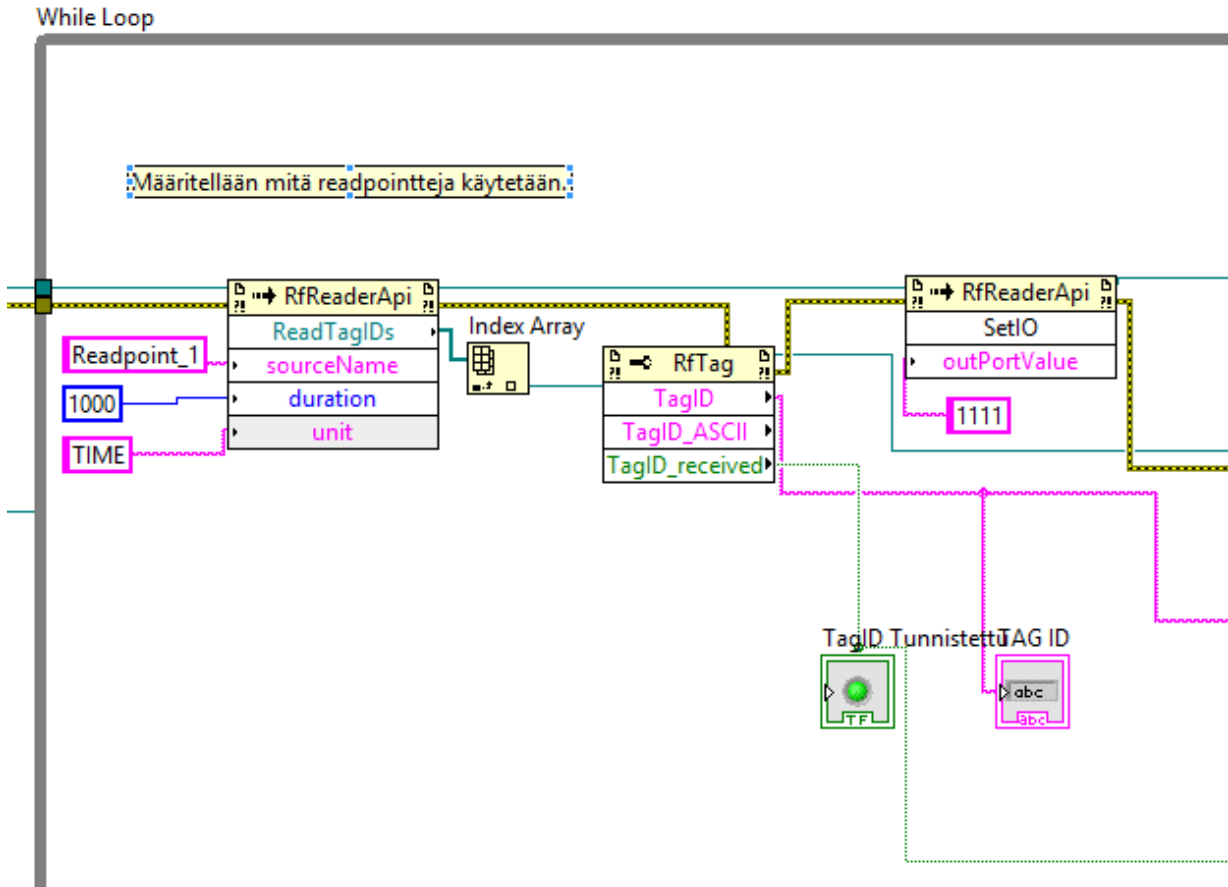 While Loop
Määritellään mitä readpointteja käytetään.
RfReaderApi
ReadTagIDs
sourceName
duration
unit
Readpoint_1
1000
TIME
Index Array
RfTag
TagID
TagID_ASCII
TagID_received
RfReaderApi
SetIO
outPortValue
1111
TagID Tunnistettu
TF
TAG ID
abc
abc